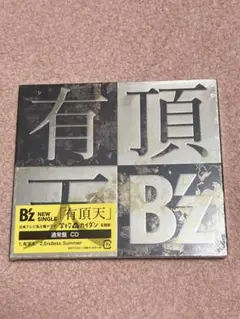 有 頂
天 B'z
B'z NEW SINGLE 「有頂天」
通常盤 CD
1. 有頂天 2. Endless Summer